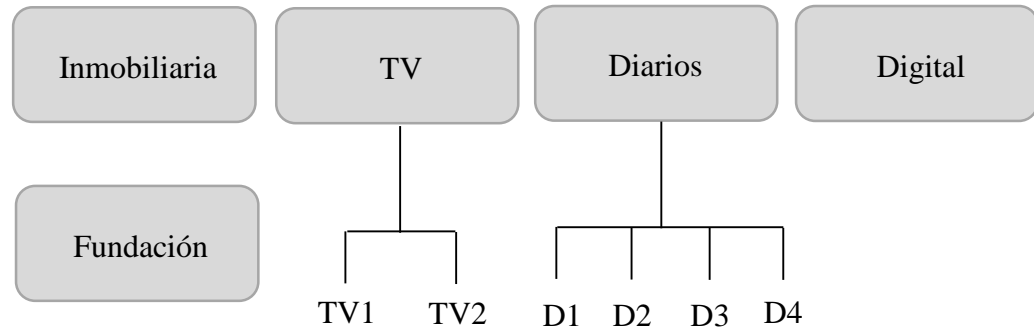 Inmobiliaria
TV
Diarios
Digital
Fundación
TV1
TV2
D1
D2
D3
D4